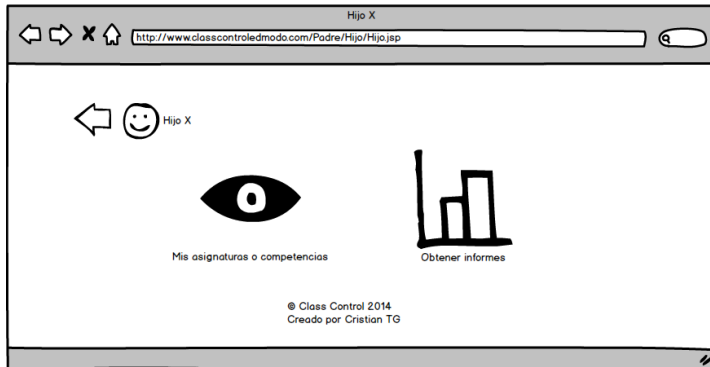 Hijo X
http://www.classcontroledmodo.com/Padre/Hijo/Hijo.jsp
Hijo X
Mis asignaturas o competencias
Obtener informes
© Class Control 2014
Creado por Cristian TG